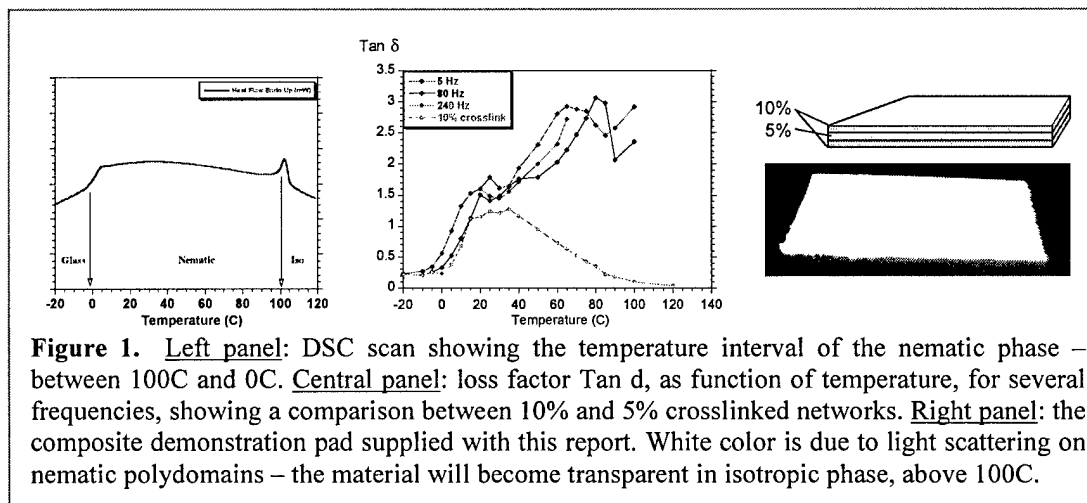 Tan δ
Heat Flow Endo Up (mW)
Glass
Nematic
Iso
-20 0 20 40 60 80 100 120
Temperature (C)
3.5
3
2.5
2
1.5
1
0.5
0
5 Hz
80 Hz
240 Hz
10% crosslink
-20 0 20 40 60 80 100 120 140
Temperature (C)
10%
5%
Figure 1. Left panel: DSC scan showing the temperature interval of the nematic phase –
between 100C and 0C. Central panel: loss factor Tan d, as function of temperature, for several
frequencies, showing a comparison between 10% and 5% crosslinked networks. Right panel: the
composite demonstration pad supplied with this report. White color is due to light scattering on
nematic polydomains – the material will become transparent in isotropic phase, above 100C.